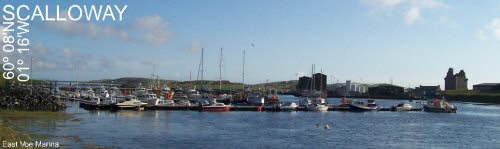 SCALLOWAY
60° 08'N
01° 16'W
East Voe Marina